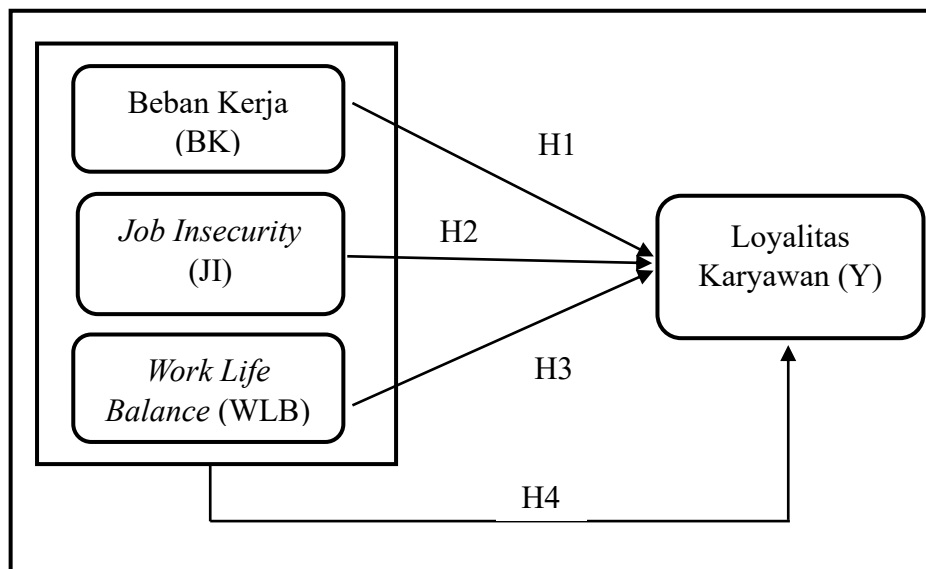 Beban Kerja
(BK)
H1
Job Insecurity
(JI)
H2
Loyalitas
Karyawan (Y)
Work Life
Balance (WLB)
H3
H4